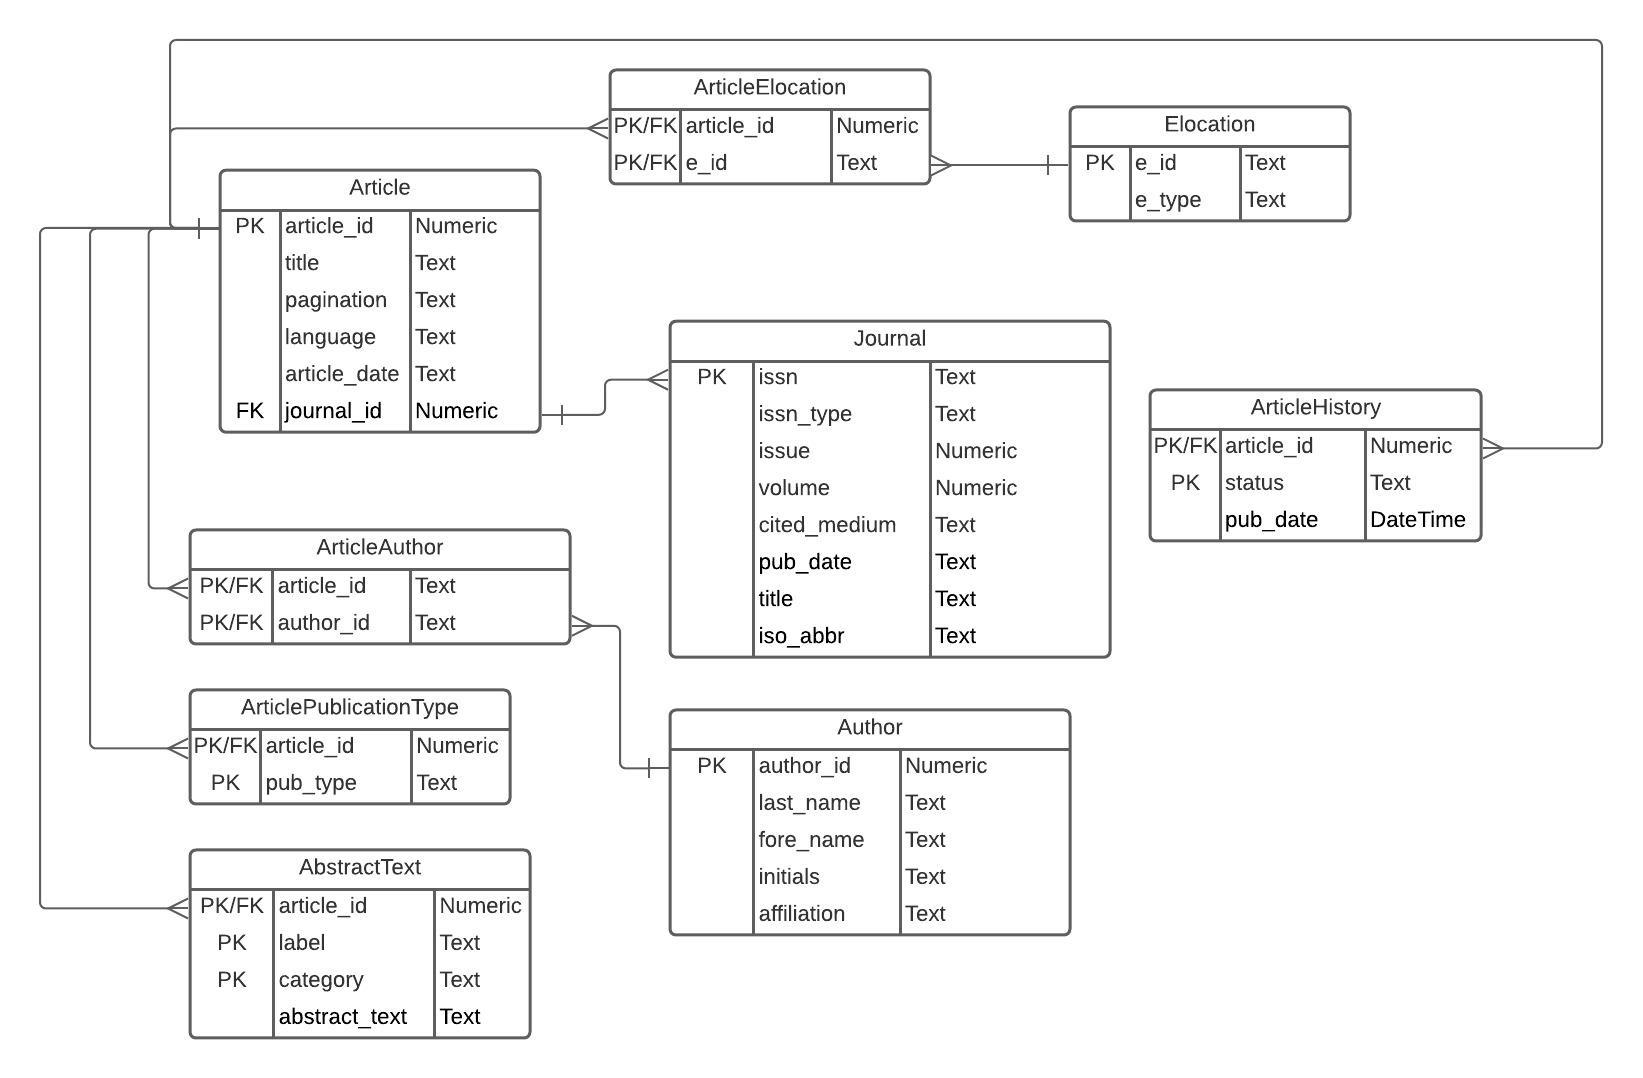 ArticleElocation
PK/FK article_id Numeric
PK/FK e_id Text
Elocation
PK e_id Text
e_type Text
Article
PK article_id Numeric
title Text
pagination Text
language Text
article_date Text
FK journal_id Numeric
Journal
PK issn Text
issn_type Text
issue Numeric
volume Numeric
cited_medium Text
pub_date Text
title Text
iso_abbr Text
ArticleHistory
PK/FK article_id Numeric
PK status Text
pub_date DateTime
ArticleAuthor
PK/FK article_id Text
PK/FK author_id Text
ArticlePublicationType
PK/FK article_id Numeric
PK pub_type Text
Author
PK author_id Numeric
last_name Text
fore_name Text
initials Text
affiliation Text
AbstractText
PK/FK article_id Numeric
PK label Text
PK category Text
abstract_text Text